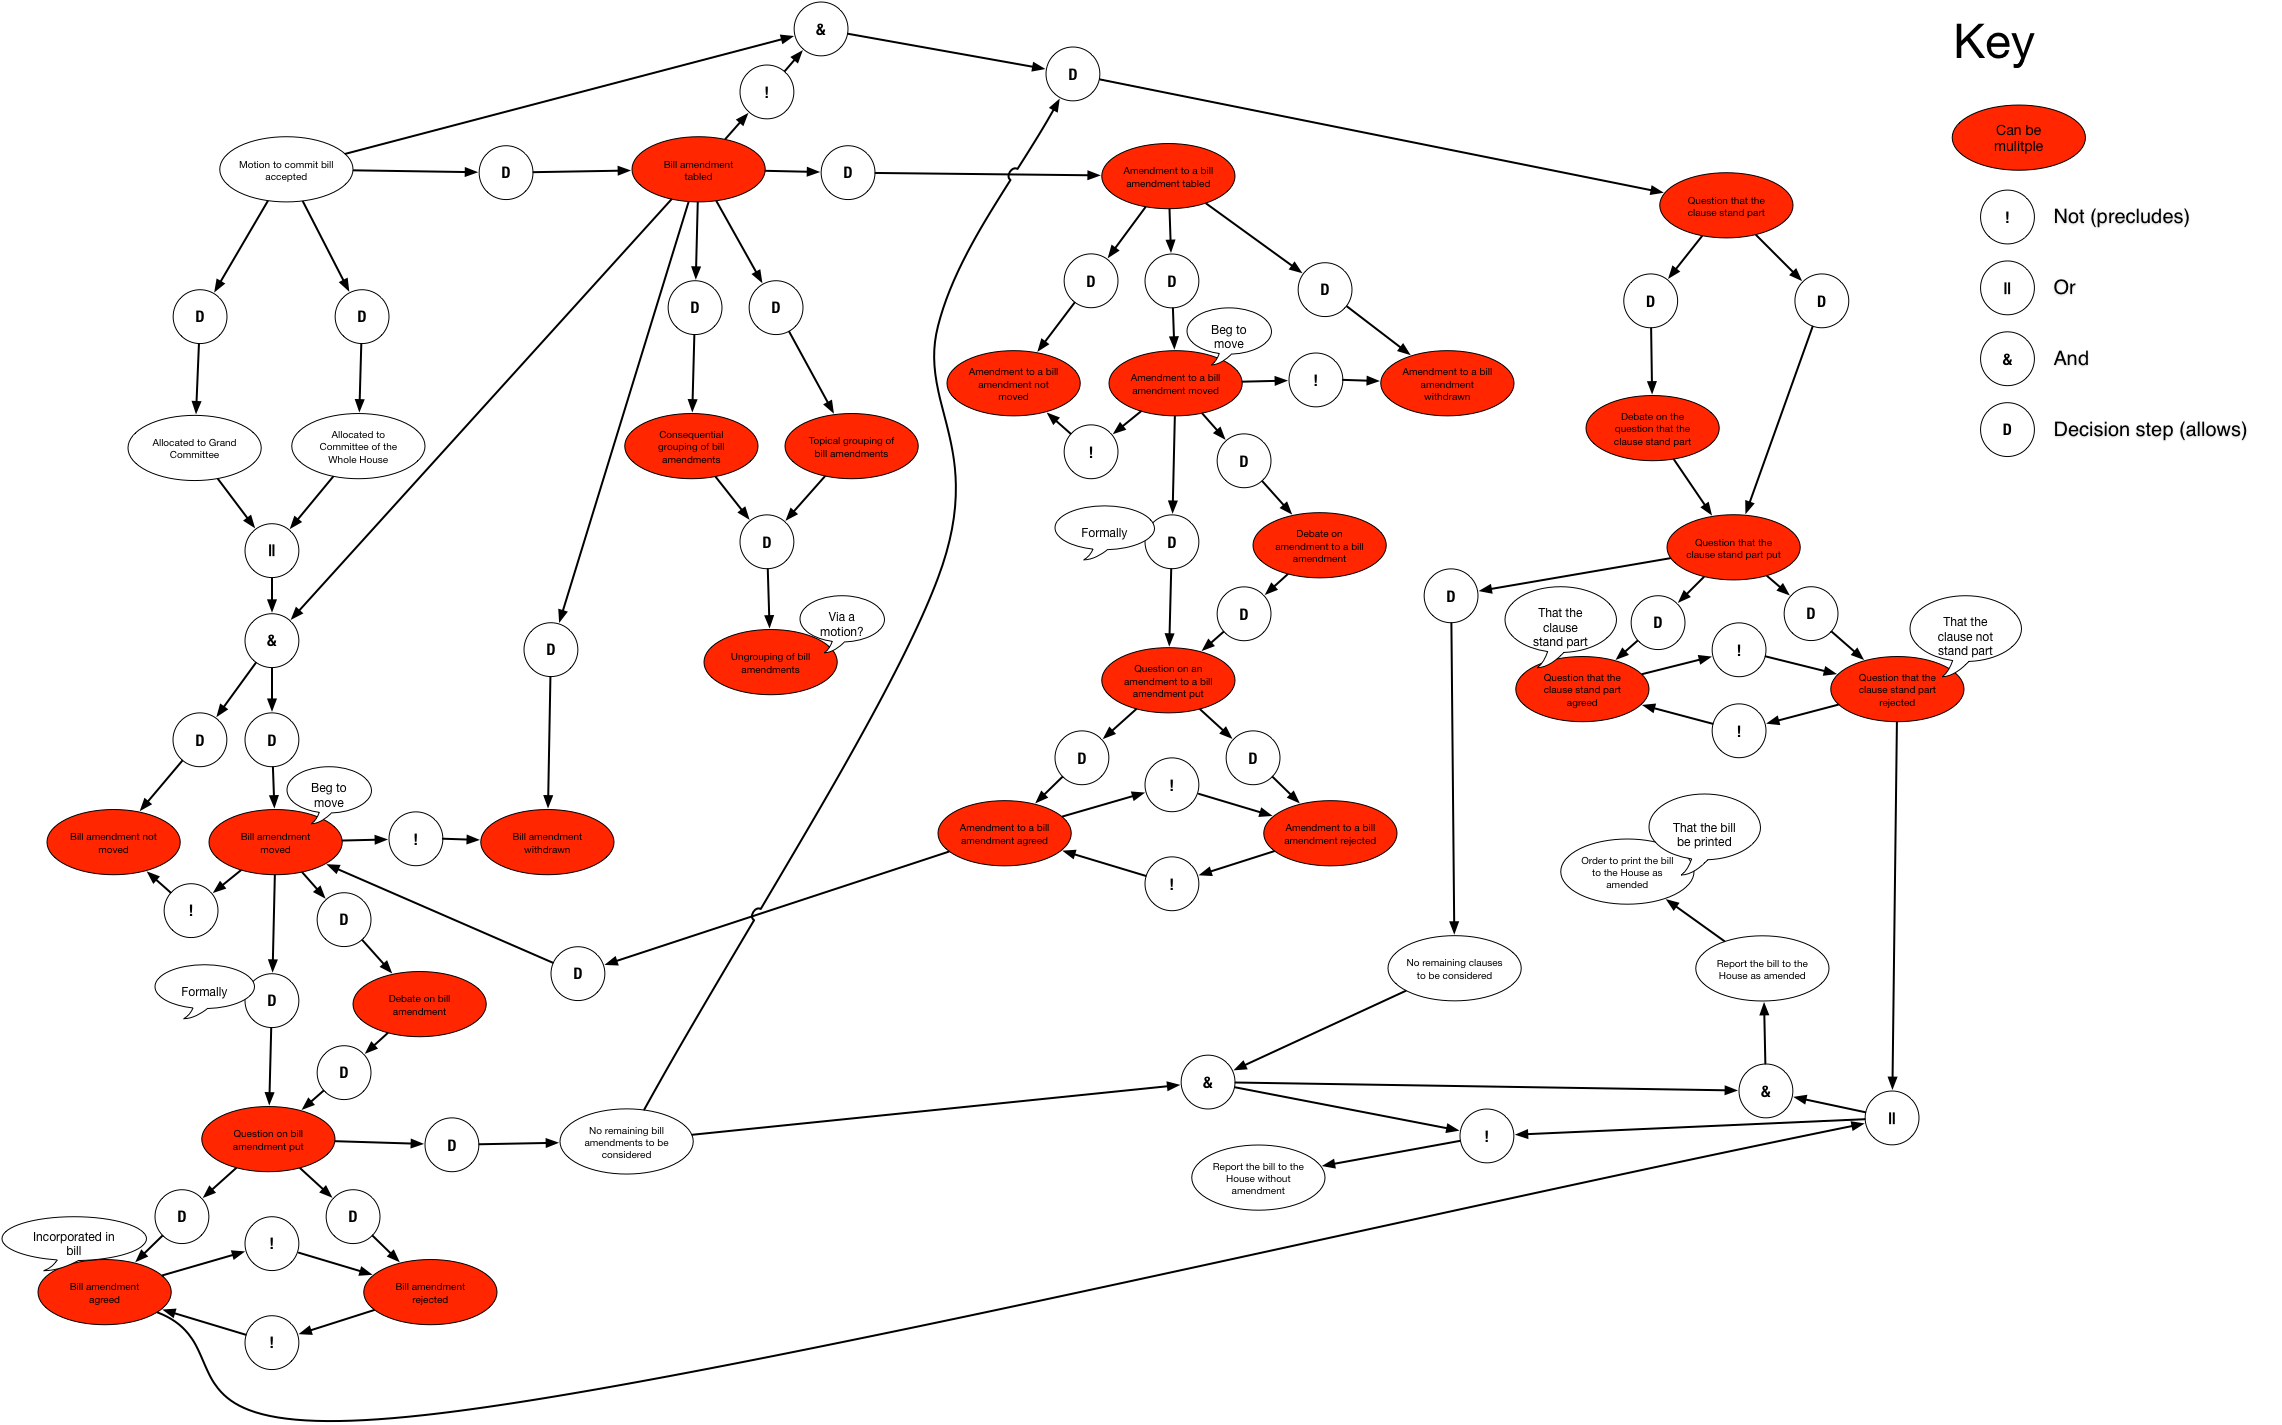 &
Key
D
!
Can be
mulitple
Motion to commit bill
accepted
D
Bill amendment
tabled
D
Amendment to a bill
amendment tabled
Question that the
clause stand part
!
Not (precludes)
D
D
D
D
D
||
Or
D
D
D
D
Beg to
move
&
And
Amendment to a bill
amendment not
moved
Amendment to a bill
amendment moved
!
Amendment to a bill
amendment
withdrawn
Debate on the
question that the
clause stand part
D
Decision step (allows)
Allocated to Grand
Committee
Allocated to
Committee of the
Whole House
Consequential
grouping of bill
amendments
Topical grouping of
bill amendments
!
D
||
D
Formally
D
Debate on
amendment to a bill
amendment
Question that the
clause stand part put
D
That the
clause
stand part
D
D
That the
clause not
stand part
D
&
D
Via a
motion?
Ungrouping of bill
amendments
Question on an
amendment to a bill
amendment put
!
Question that the
clause stand part
agreed
Question that the
clause stand part
rejected
!
D
D
D
D
Beg to
move
!
Bill amendment not
moved
Bill amendment
moved
!
Bill amendment
withdrawn
Amendment to a bill
amendment agreed
Amendment to a bill
amendment rejected
!
That the bill
be printed
Order to print the bill
to the House as
amended
!
D
Formally
D
Debate on bill
amendment
D
No remaining clauses
to be considered
Report the bill to the
House as amended
D
&
&
||
Question on bill
amendment put
D
No remaining bill
amendments to be
considered
!
Report the bill to the
House without
amendment
D
D
Incorporated in
bill
!
Bill amendment
agreed
Bill amendment
rejected
!